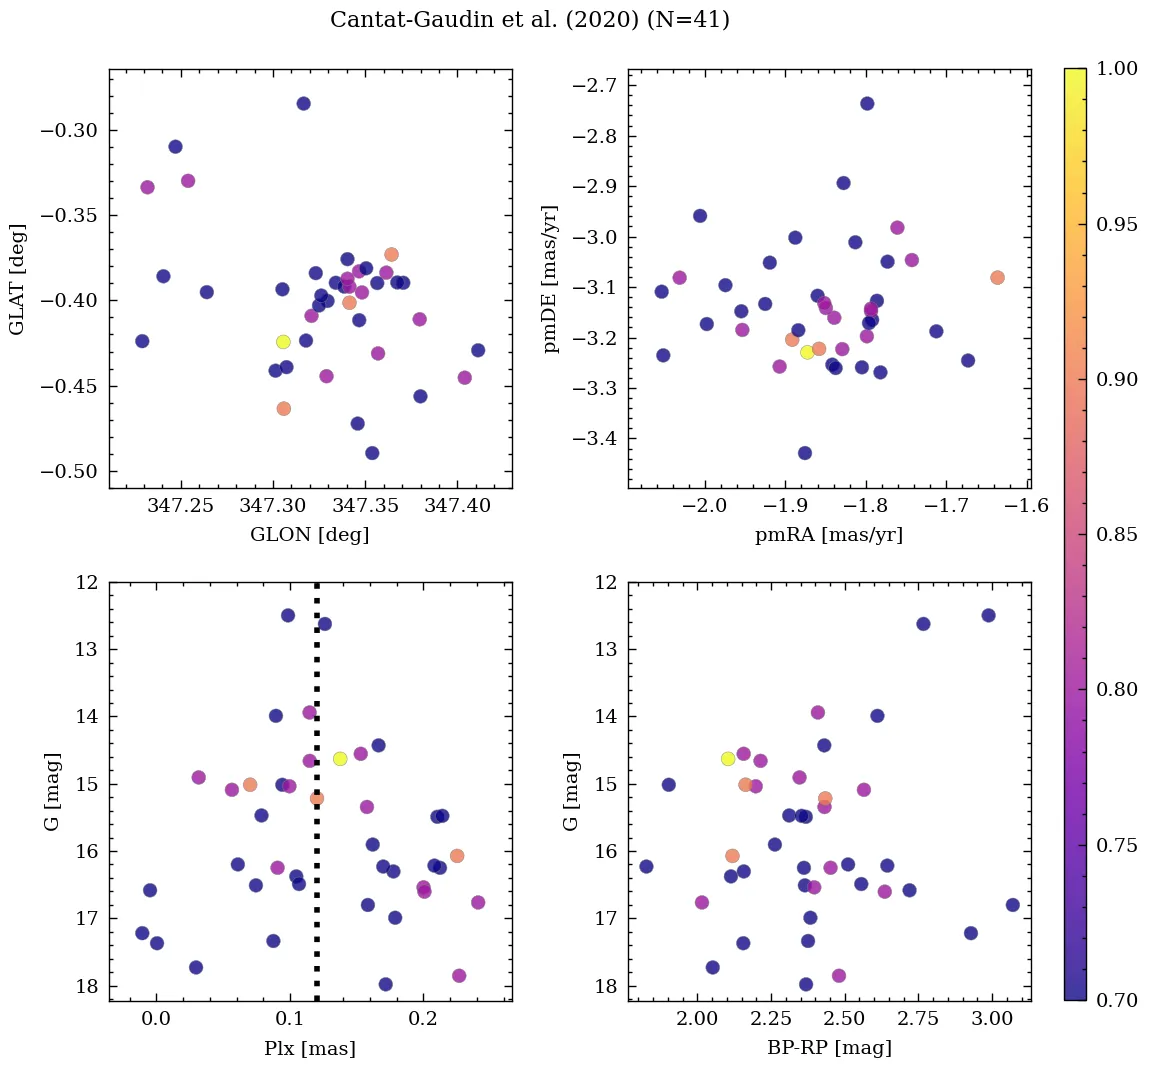 Cantat-Gaudin et al. (2020) (N=41)
GLAT [deg]
−0.30
−0.35
−0.40
−0.45
−0.50
347.25 347.30 347.35 347.40
GLON [deg]
pmDE [mas/yr]
−2.7
−2.8
−2.9
−3.0
−3.1
−3.2
−3.3
−3.4
−2.0 −1.9 −1.8 −1.7 −1.6
pmRA [mas/yr]
G [mag]
12
13
14
15
16
17
18
0.0 0.1 0.2
Plx [mas]
G [mag]
12
13
14
15
16
17
18
2.00 2.25 2.50 2.75 3.00
BP-RP [mag]
1.00
0.95
0.90
0.85
0.80
0.75
0.70